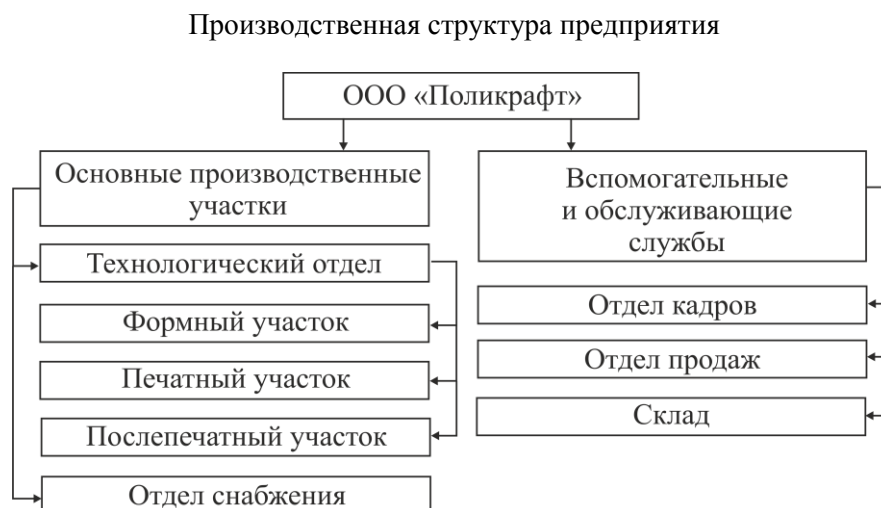 Производственная структура предприятия
ООО «Поликрафт»
Основные производственные
участки
Технологический отдел
Формный участок
Печатный участок
Послепечатный участок
Отдел снабжения
Вспомогательные
и обслуживающие
службы
Отдел кадров
Отдел продаж
Склад